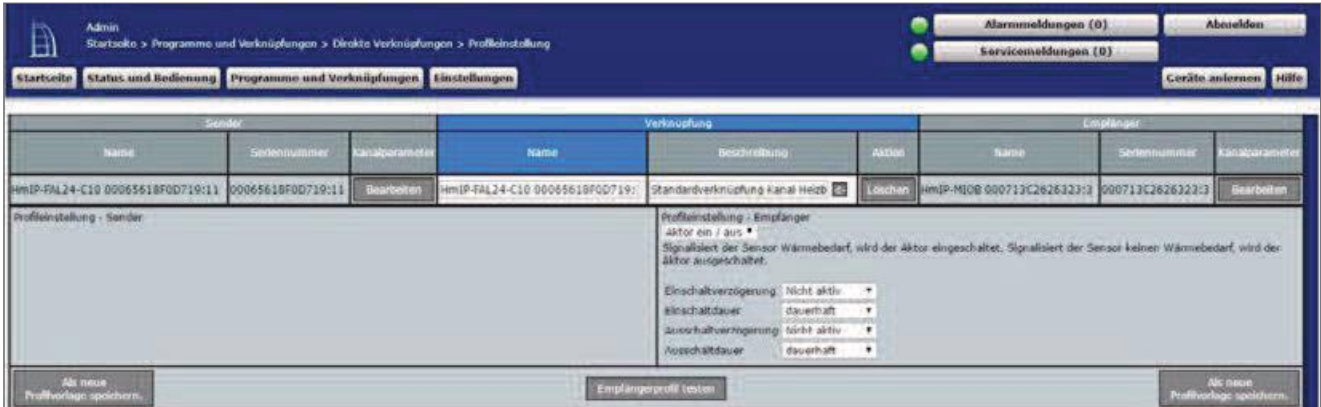 Admin
Startseite > Programme und Verknüpfungen > Direkte Verknüpfungen > Profileinstellung
Alarmmeldungen (0)
Abmelden
Servicemeldungen (0)
Startseite
Status und Bedienung
Programme und Verknüpfungen
Einstellungen
Geräte anlernen
Hilfe
Sender
Verknüpfung
Empfänger
Name
Seriennummer
Kanalparameter
Name
Beschreibung
Aktion
Name
Seriennummer
Kanalparameter
HmIP-FAL24-C10 00065618F0D719:11
00065618F0D719:11
Bearbeiten
HmIP-FAL24-C10 00065618F0D719:
Standardverknüpfung Kanal Heizb
Löschen
HmIP-MIOB 000713C2626323:3
000713C2626323:3
Bearbeiten
Profileinstellung - Sender
Profileinstellung - Empfänger
Aktor ein / aus
Signalisiert der Sensor Wärmebedarf, wird der Aktor eingeschaltet. Signalisiert der Sensor keinen Wärmebedarf, wird der
Aktor ausgeschaltet.
Einschaltverzögerung
Nicht aktiv
Einschaltdauer
dauerhaft
Ausschaltverzögerung
Nicht aktiv
Ausschaltdauer
dauerhaft
Als neue
Profilvorlage speichern.
Empfängerprofil testen
Als neue
Profilvorlage speichern.